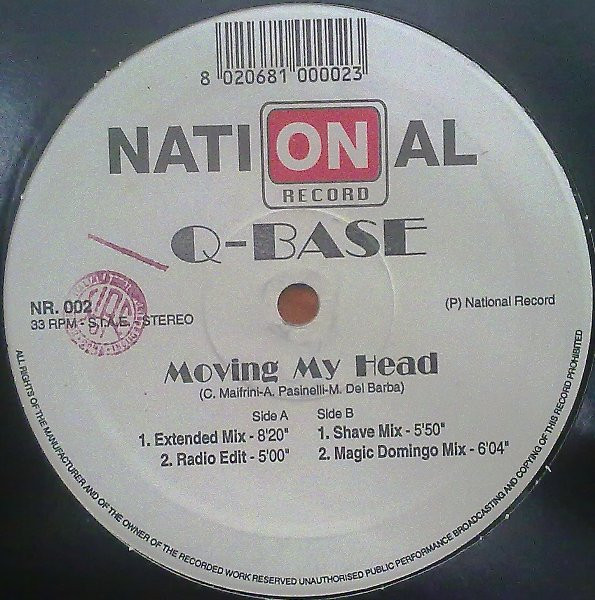 8 020681 000023
NATIONAL
RECORD
Q-BASE
NR. 002
33 RPM - S.I.A.E. - STEREO
(P) National Record
Moving My Head
(C. Maifrini-A. Pasinelli-M. Del Barba)
Side A
1. Extended Mix - 8'20"
2. Radio Edit - 5'00"
Side B
1. Shave Mix - 5'50"
2. Magic Domingo Mix - 6'04"
ALL RIGHTS OF THE MANUFACTURER AND OF THE OWNER OF THE RECORDED WORK RESERVED UNAUTHORISED PUBLIC PERFORMANCE BROADCASTING AND COPYING OF THIS RECORD PROHIBITED